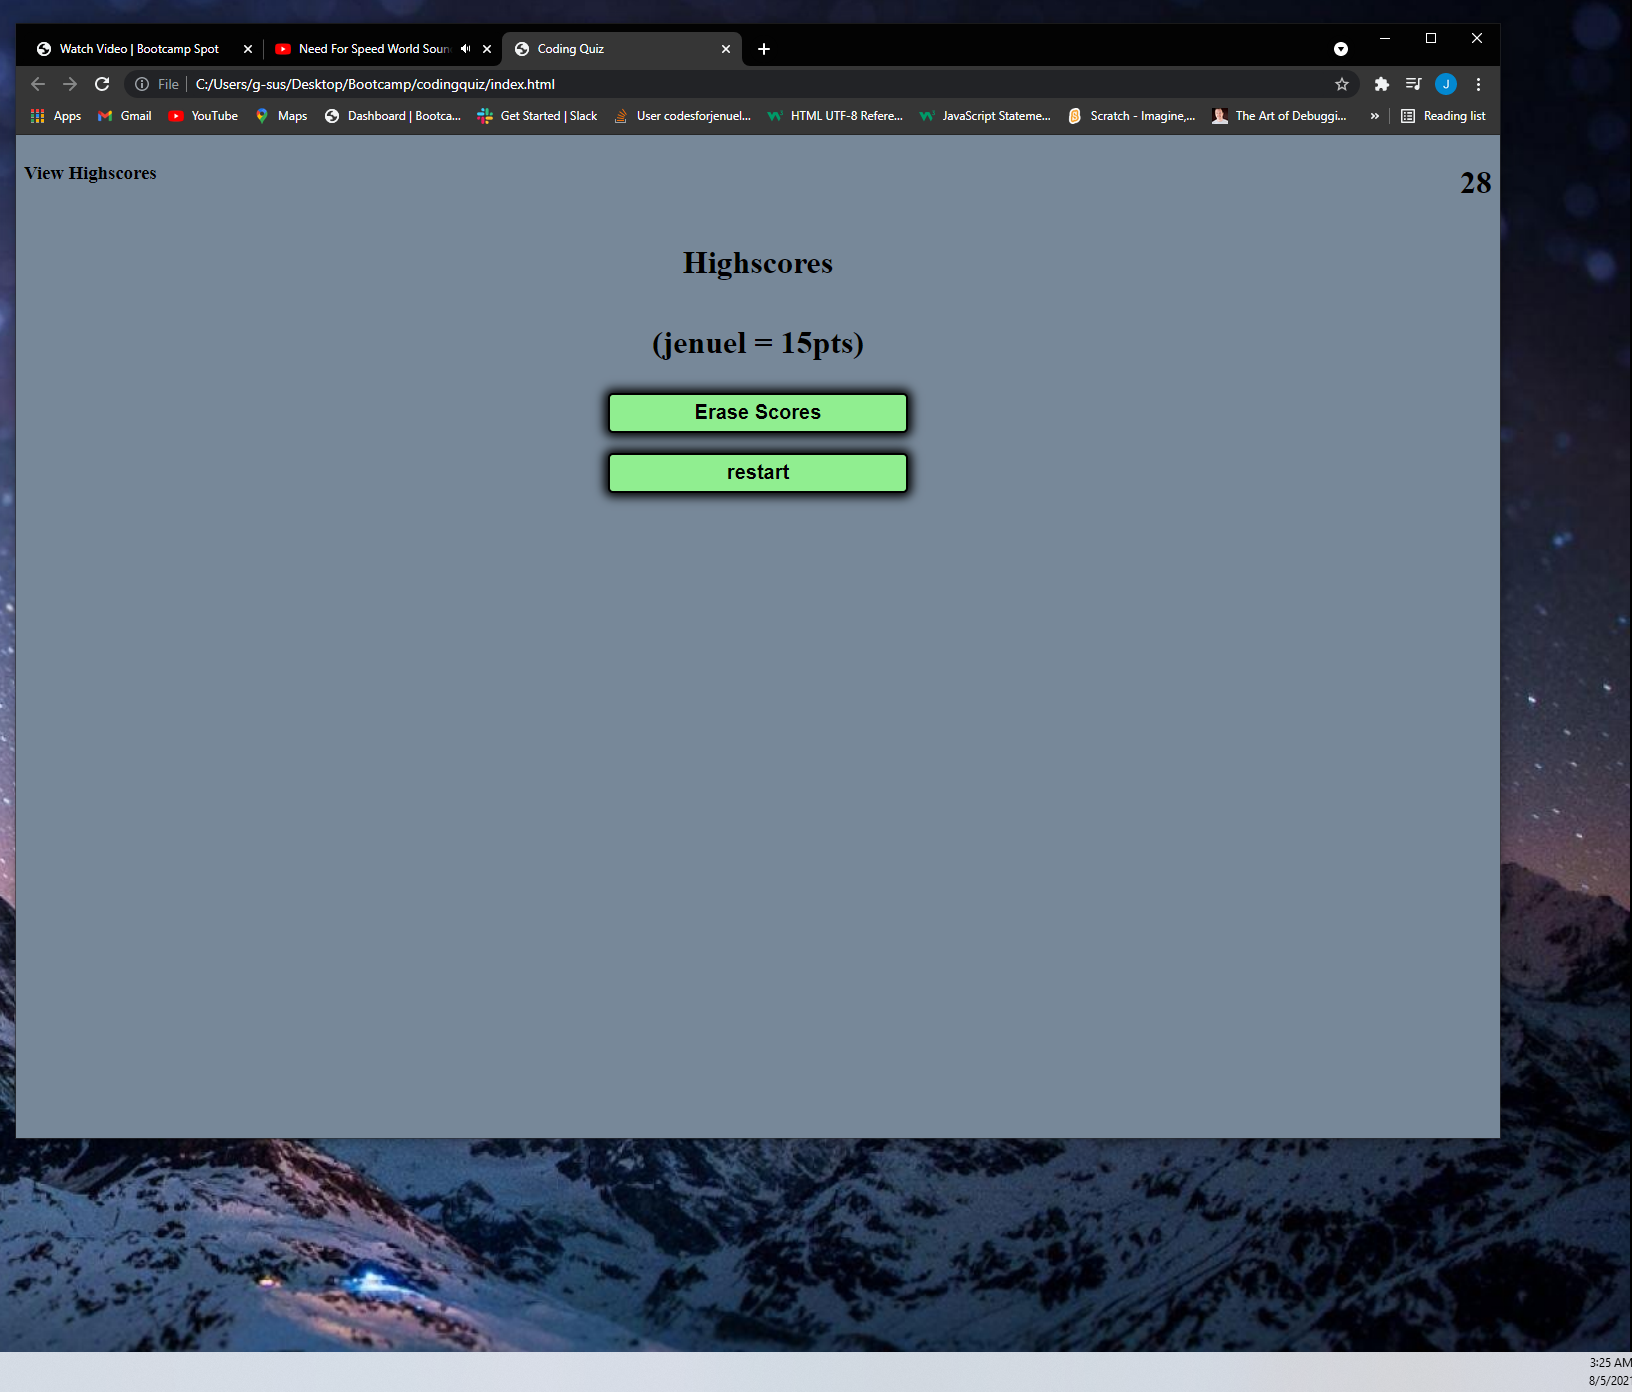 Watch Video | Bootcamp Spot
Need For Speed World Soun
Coding Quiz
File
C:/Users/g-sus/Desktop/Bootcamp/codingquiz/index.html
J
Apps
Gmail
YouTube
Maps
Dashboard | Bootca...
Get Started | Slack
User codesforjenuel...
HTML UTF-8 Refere...
JavaScript Stateme...
Scratch - Imagine,...
The Art of Debuggi...
»
Reading list
View Highscores
28
Highscores
(jenuel = 15pts)
Erase Scores
restart
3:25 AM
8/5/2021